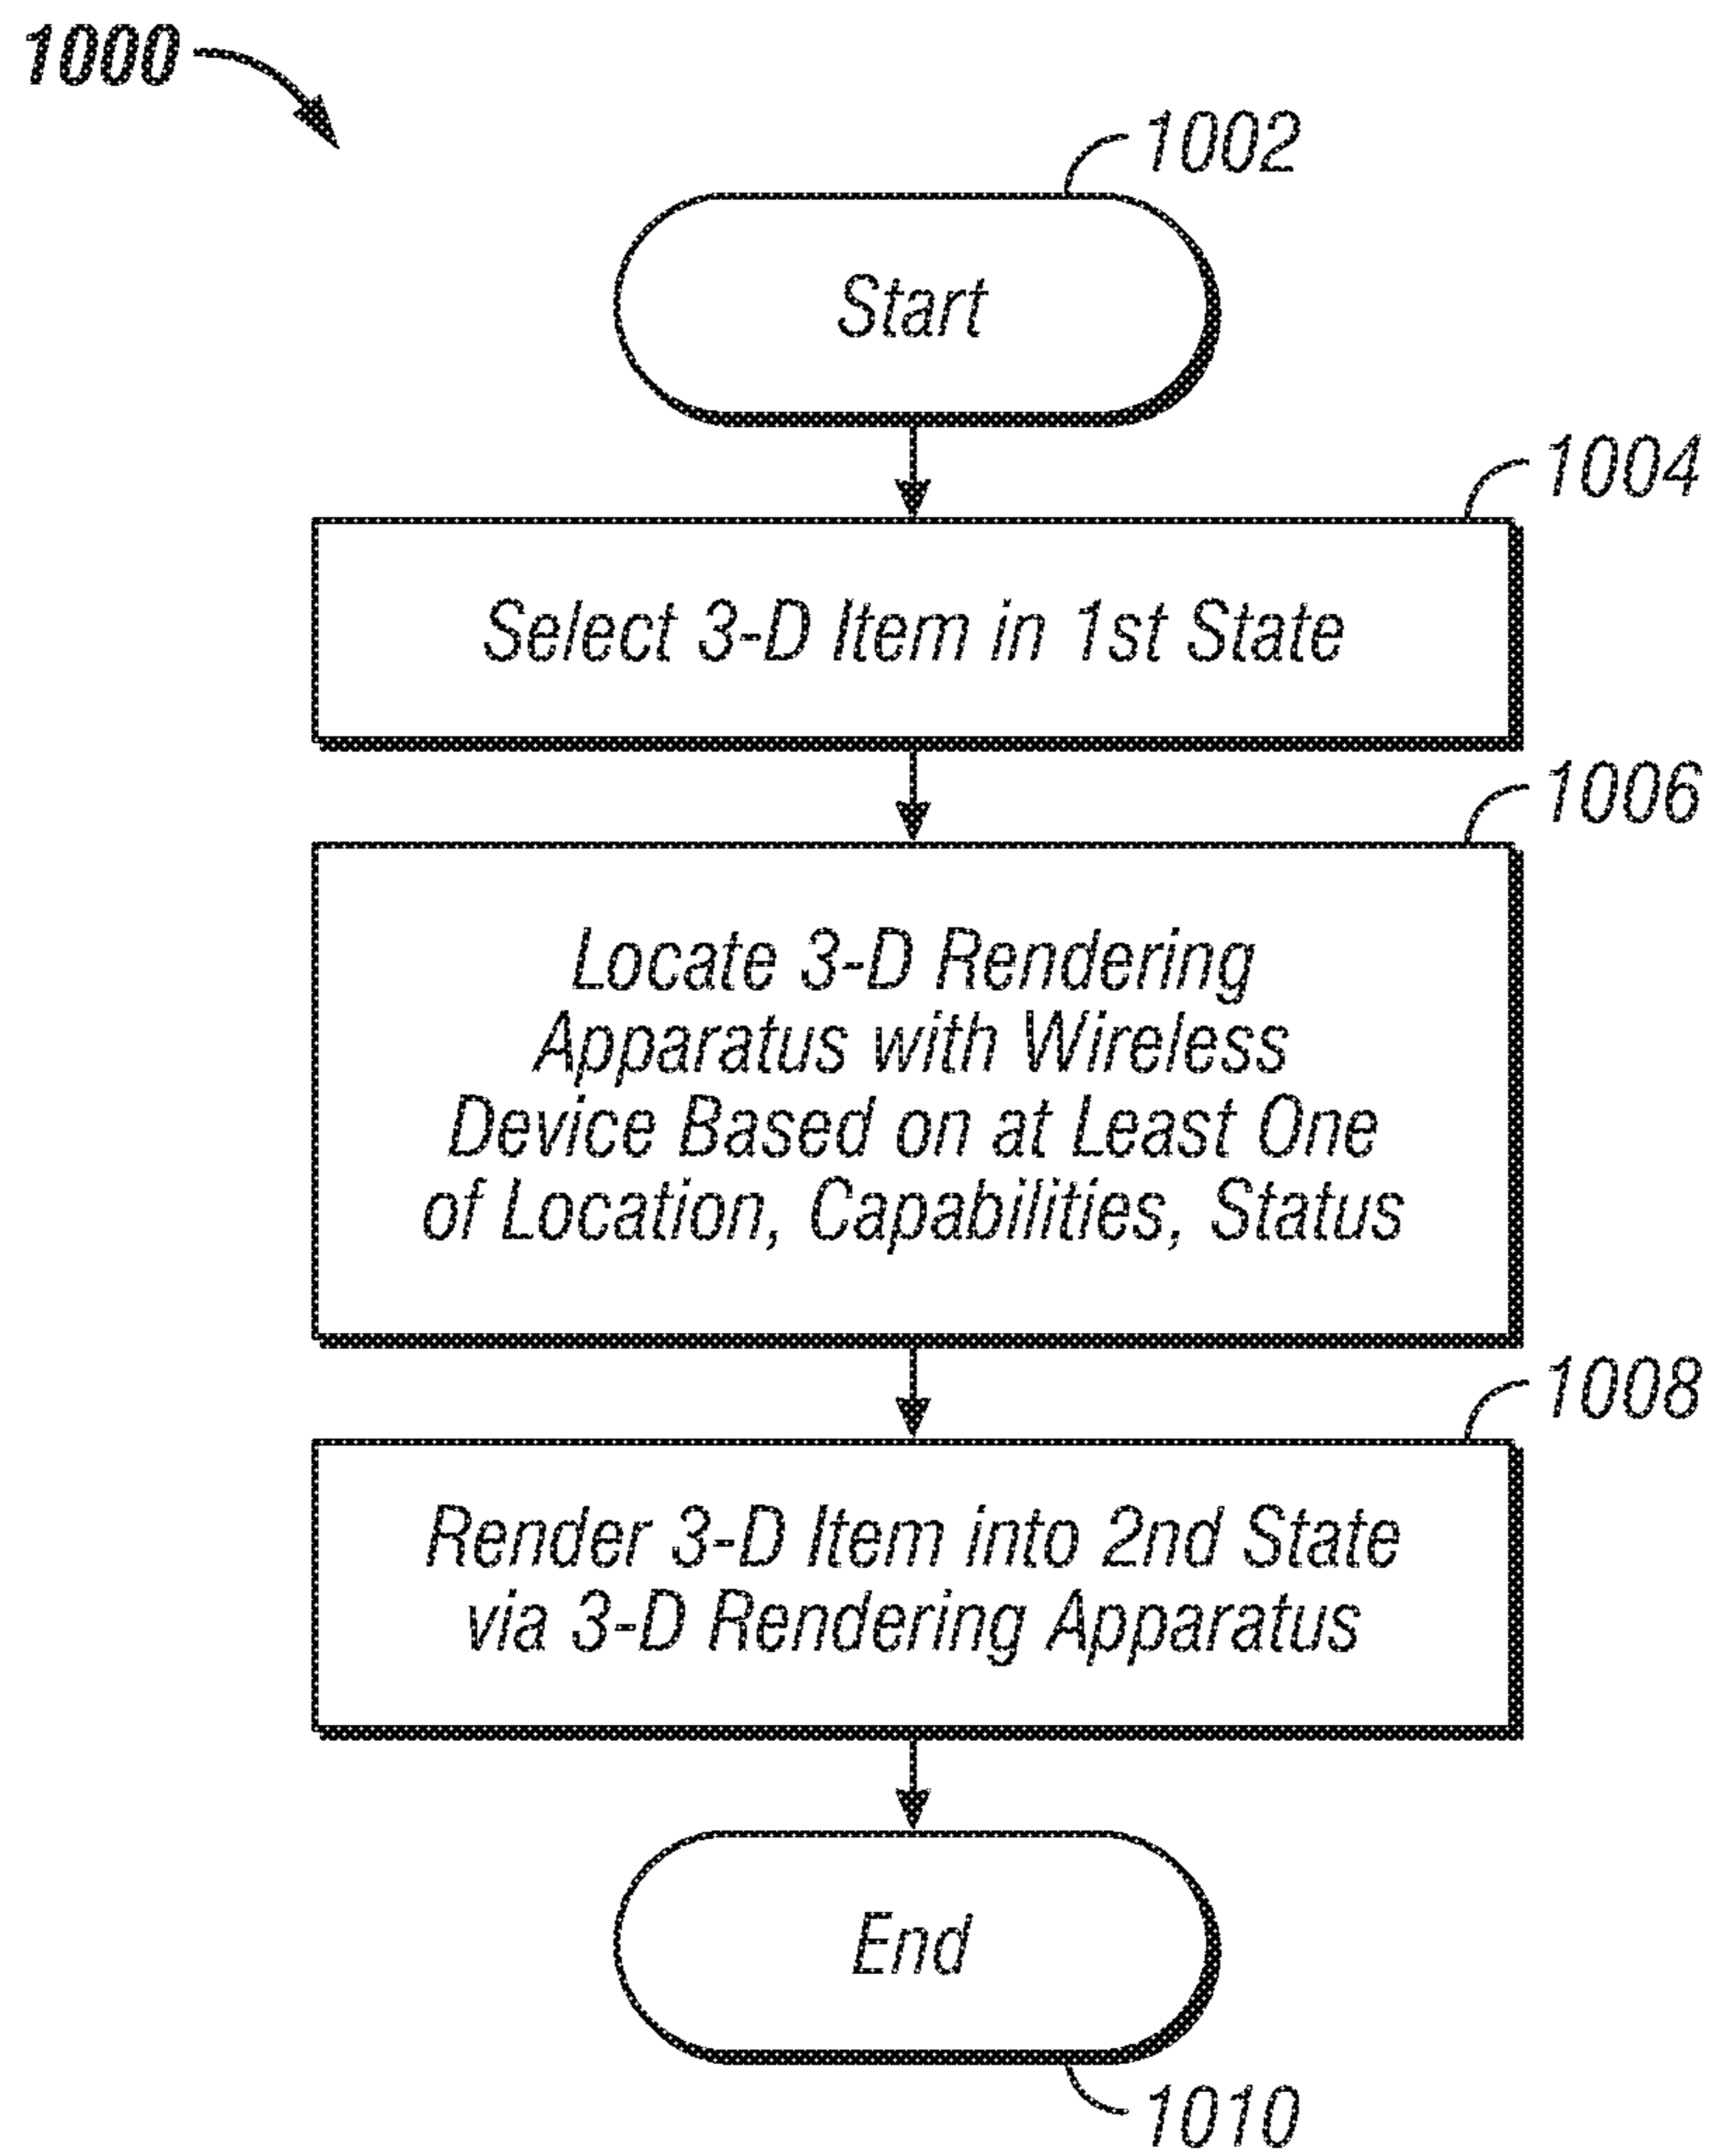 1000
1002
Start
1004
Select 3-D Item in 1st State
1006
Locate 3-D Rendering
Apparatus with Wireless
Device Based on at Least One
of Location, Capabilities, Status
1008
Render 3-D Item into 2nd State
via 3-D Rendering Apparatus
End
1010